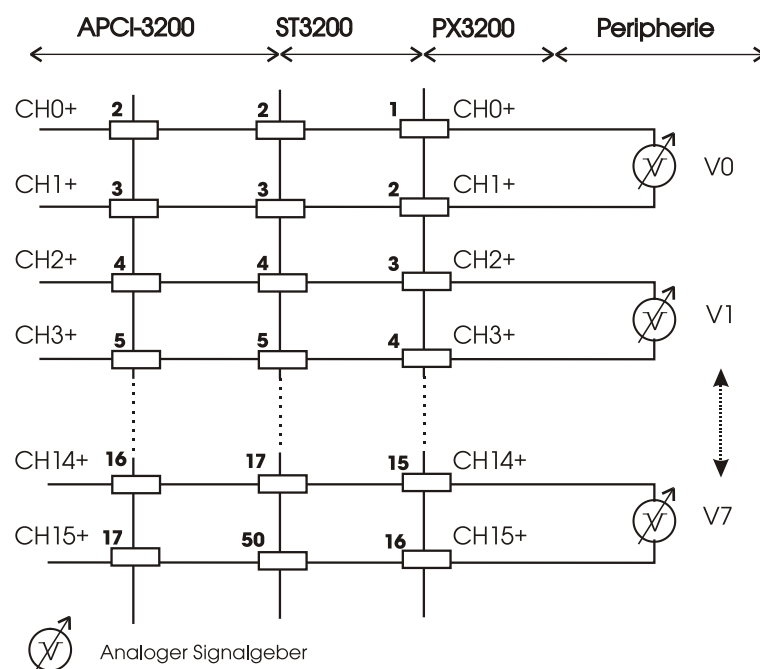 APCI-3200 ST3200 PX3200 Peripherie
CH0+ 2 2 1 CH0+
V0
CH1+ 3 3 2 CH1+
CH2+ 4 4 3 CH2+
V1
CH3+ 5 5 4 CH3+
CH14+ 16 17 15 CH14+
V7
CH15+ 17 50 16 CH15+
V Analoger Signalgeber